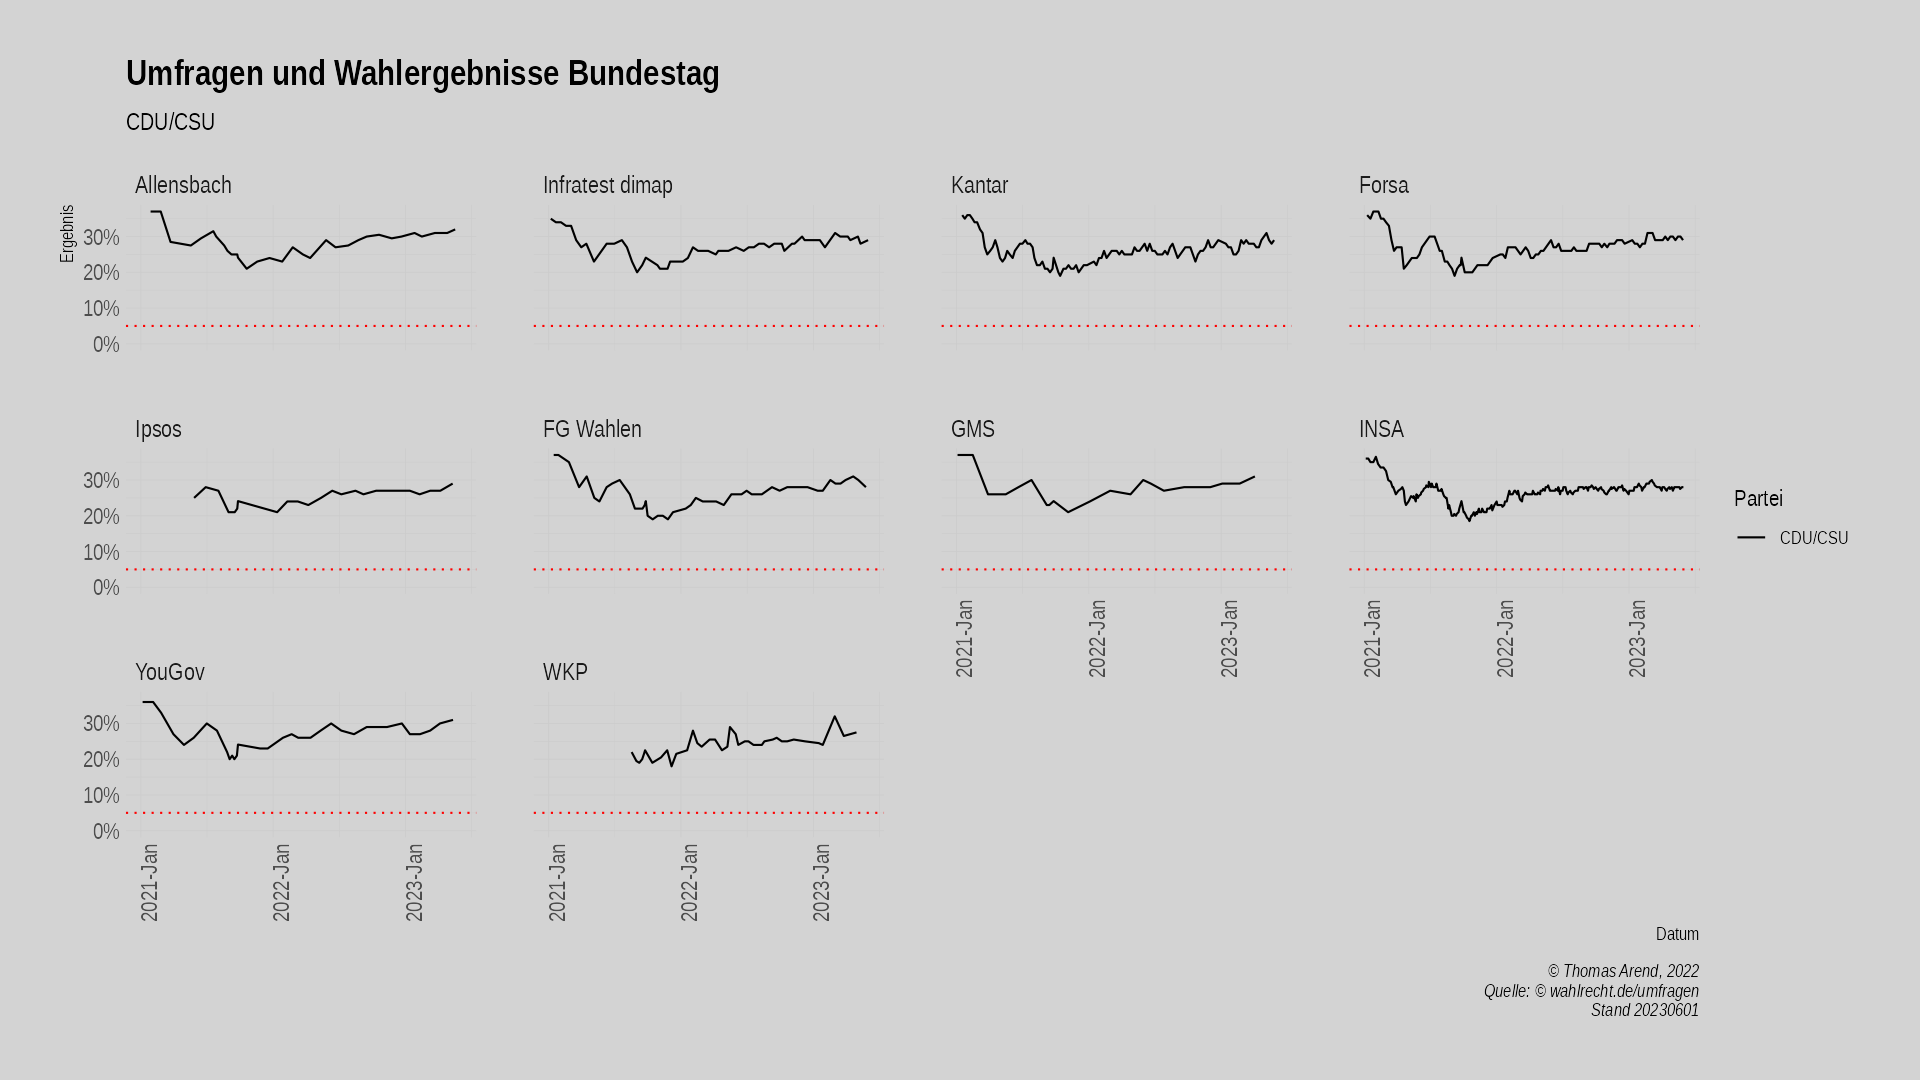 Umfragen und Wahlergebnisse Bundestag
CDU/CSU
Allensbach
Infratest dimap
Kantar
Forsa
Ergebnis
30%
20%
10%
0%
Ipsos
FG Wahlen
GMS
INSA
30%
20%
10%
0%
2021-Jan
2022-Jan
2023-Jan
2021-Jan
2022-Jan
2023-Jan
Partei
CDU/CSU
YouGov
WKP
30%
20%
10%
0%
2021-Jan
2022-Jan
2023-Jan
2021-Jan
2022-Jan
2023-Jan
Datum
© Thomas Arend, 2022
Quelle: © wahlrecht.de/umfragen
Stand 20230601